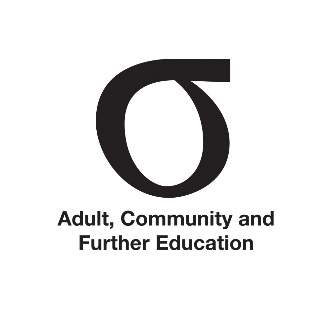 σ
Adult, Community and
Further Education